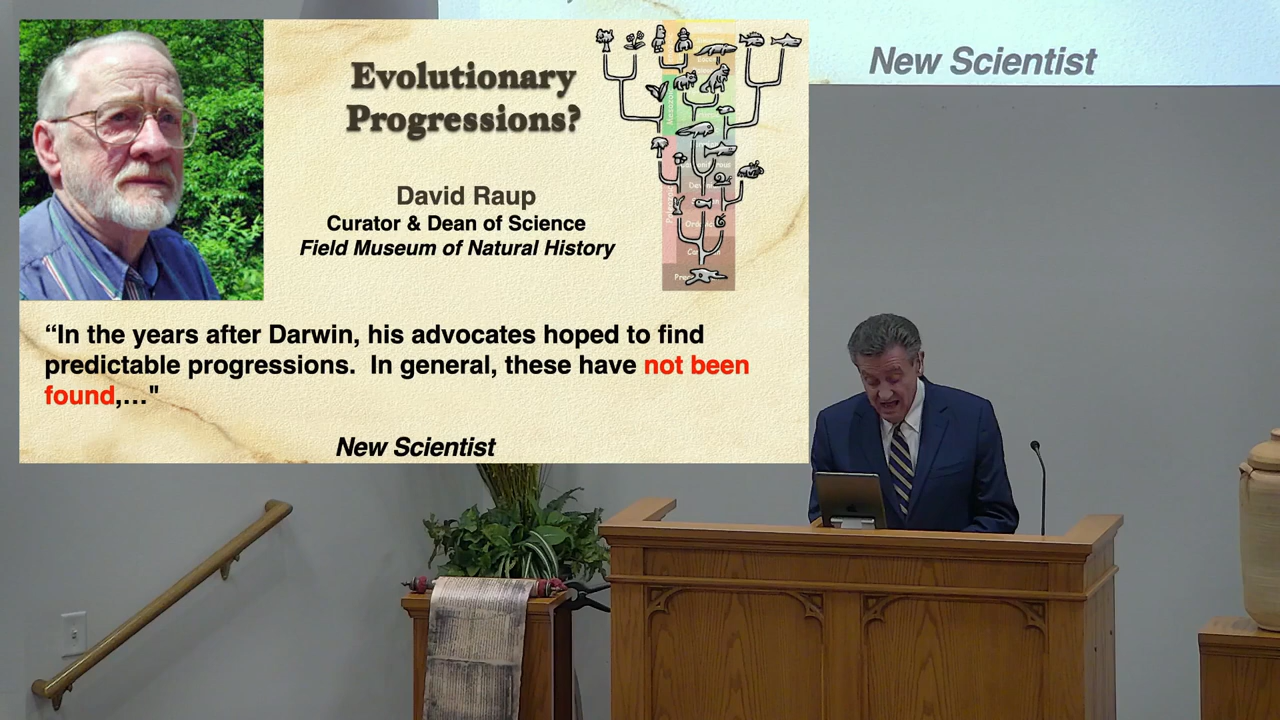 Evolutionary
Progressions?
David Raup
Curator & Dean of Science
Field Museum of Natural History
“In the years after Darwin, his advocates hoped to find
predictable progressions.  In general, these have not been
found,..."
New Scientist
New Scientist